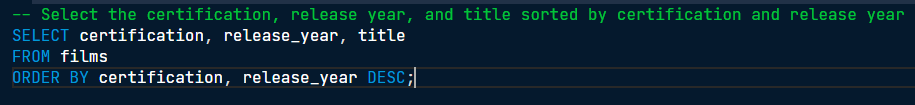 -- Select the certification, release year, and title sorted by certification and release year
SELECT certification, release_year, title
FROM films
ORDER BY certification, release_year DESC;